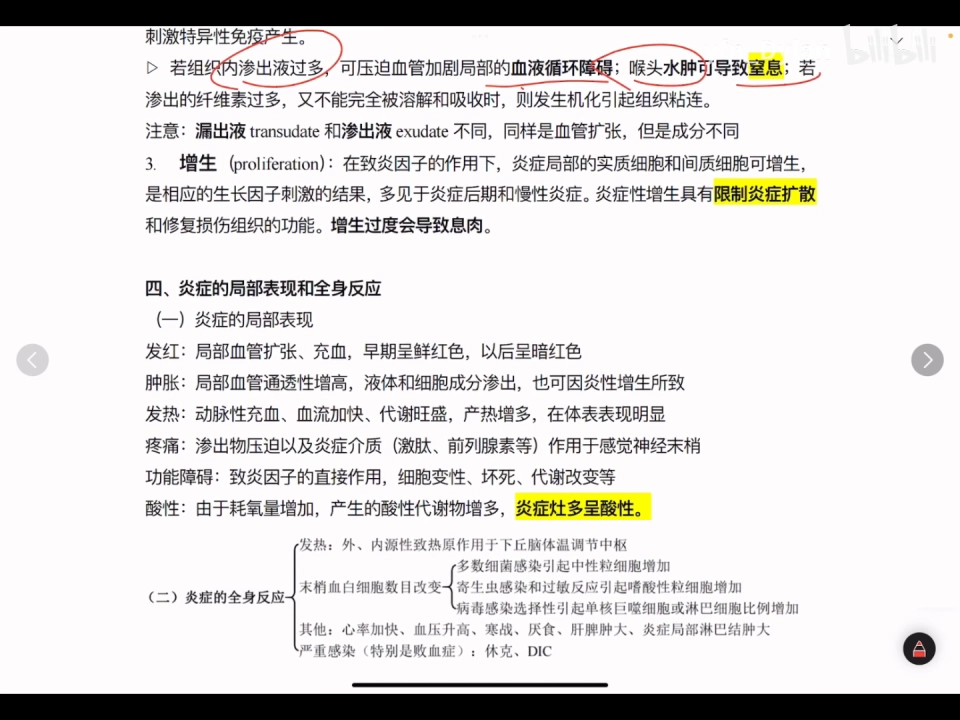 刺激特异性免疫产生。
bilibili
▷ 若组织内渗出液过多，可压迫血管加剧局部的血液循环障碍；喉头水肿可导致窒息；若
渗出的纤维素过多，又不能完全被溶解和吸收时，则发生机化引起组织粘连。
注意：漏出液 transudate 和渗出液 exudate 不同，同样是血管扩张，但是成分不同
3. 增生（proliferation）：在致炎因子的作用下，炎症局部的实质细胞和间质细胞可增生，
是相应的生长因子刺激的结果，多见于炎症后期和慢性炎症。炎症性增生具有限制炎症扩散
和修复损伤组织的功能。增生过度会导致息肉。
四、炎症的局部表现和全身反应
（一）炎症的局部表现
发红：局部血管扩张、充血，早期呈鲜红色，以后呈暗红色
肿胀：局部血管通透性增高，液体和细胞成分渗出，也可因炎性增生所致
发热：动脉性充血、血流加快、代谢旺盛，产热增多，在体表表现明显
疼痛：渗出物压迫以及炎症介质（激肽、前列腺素等）作用于感觉神经末梢
功能障碍：致炎因子的直接作用，细胞变性、坏死、代谢改变等
酸性：由于耗氧量增加，产生的酸性代谢物增多，炎症灶多呈酸性。
（二）炎症的全身反应
发热：外、内源性致热原作用于下丘脑体温调节中枢
末梢血白细胞数目改变
多数细菌感染引起中性粒细胞增加
寄生虫感染和过敏反应引起嗜酸性粒细胞增加
病毒感染选择性引起单核巨噬细胞或淋巴细胞比例增加
其他：心率加快、血压升高、寒战、厌食、肝脾肿大、炎症局部淋巴结肿大
严重感染（特别是败血症）：休克、DIC